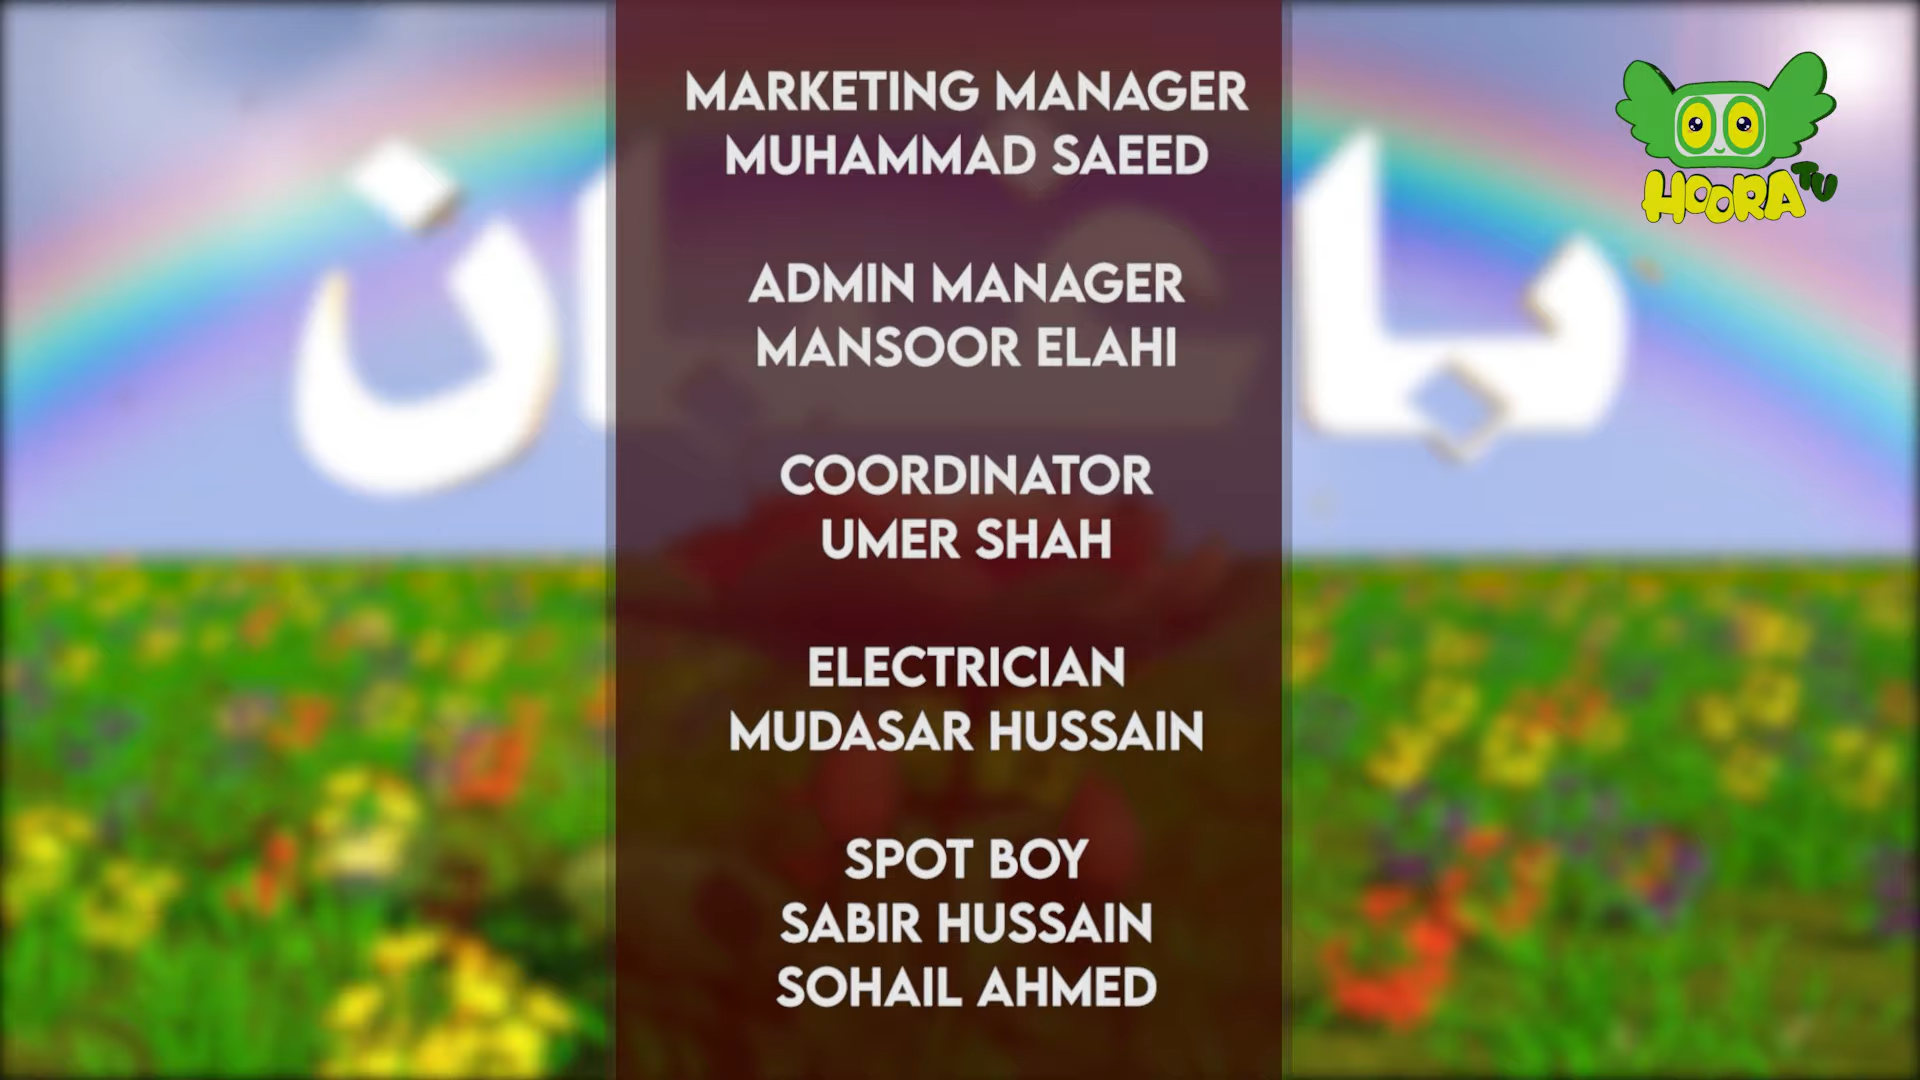 MARKETING MANAGER
MUHAMMAD SAEED
ADMIN MANAGER
MANSOOR ELAHI
COORDINATOR
UMER SHAH
ELECTRICIAN
MUDASAR HUSSAIN
SPOT BOY
SABIR HUSSAIN
SOHAIL AHMED
HOORA TV